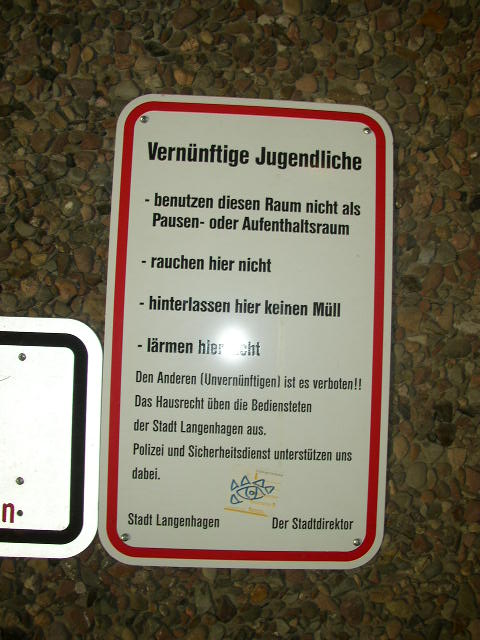 Vernünftige Jugendliche
- benutzen diesen Raum nicht als
Pausen- oder Aufenthaltsraum
- rauchen hier nicht
- hinterlassen hier keinen Müll
- lärmen hier nicht
Den Anderen (Unvernünftigen) ist es verboten!!
Das Hausrecht üben die Bediensteten
der Stadt Langenhagen aus.
Polizei und Sicherheitsdienst unterstützen uns
dabei.
Stadt Langenhagen Der Stadtdirektor
n.